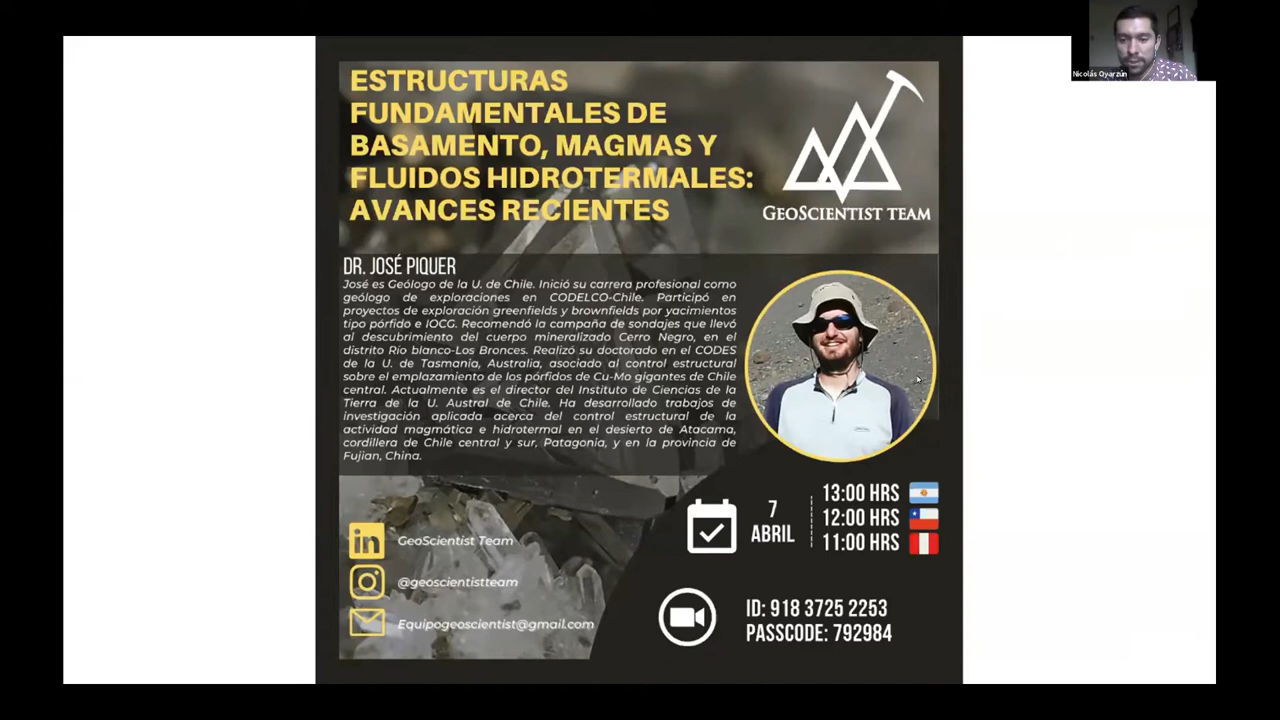 Nicolás Oyarzún
ESTRUCTURAS
FUNDAMENTALES DE
BASAMENTO, MAGMAS Y
FLUIDOS HIDROTERMALES:
AVANCES RECIENTES
GEOSCIENTIST TEAM
DR. JOSÉ PIQUER
José es Geólogo de la U. de Chile. Inició su carrera profesional como
geólogo de exploraciones en CODELCO-Chile. Participó en
proyectos de exploración greenfields y brownfields por yacimientos
tipo pórfido e IOCG. Recomendó la campaña de sondajes que llevó
al descubrimiento del cuerpo mineralizado Cerro Negro, en el
distrito Río blanco-Los Bronces. Realizó su doctorado en el CODES
de la U. de Tasmania, Australia, asociado al control estructural
sobre el emplazamiento de los pórfidos de Cu-Mo gigantes de Chile
central. Actualmente es el director del Instituto de Ciencias de la
Tierra de la U. Austral de Chile. Ha desarrollado trabajos de
investigación aplicada acerca del control estructural de la
actividad magmática e hidrotermal en el desierto de Atacama,
cordillera de Chile central y sur, Patagonia, y en la provincia de
Fujian, China.
7
ABRIL
13:00 HRS
12:00 HRS
11:00 HRS
in GeoScientist Team
@geoscientistteam
Equipogeoscientist@gmail.com
ID: 918 3725 2253
PASSCODE: 792984